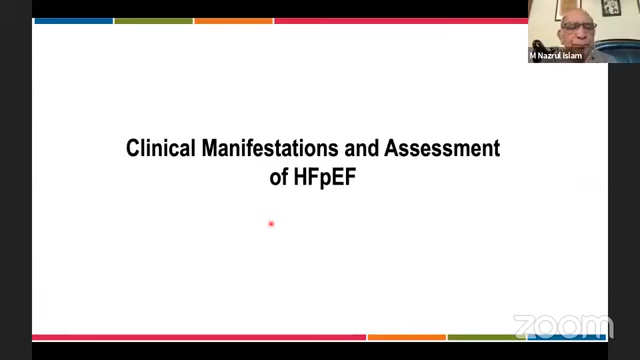 M Nazrul Islam
Clinical Manifestations and Assessment
of HFpEF
zoom